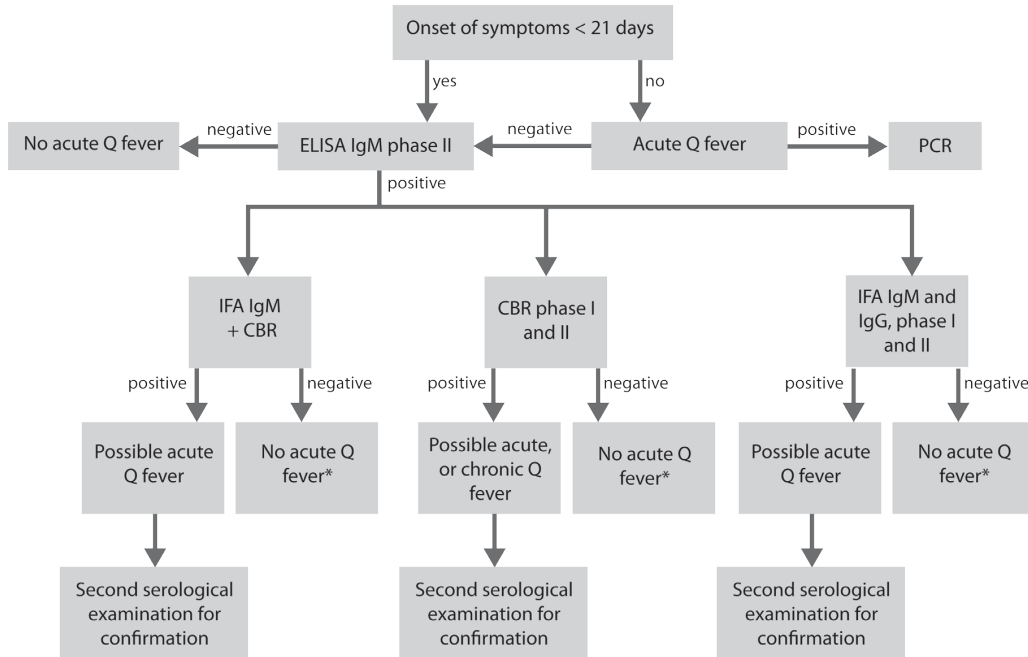 Onset of symptoms < 21 days
yes
no
No acute Q fever
negative
ELISA IgM phase II
negative
Acute Q fever
positive
PCR
positive
IFA IgM
+ CBR
CBR phase I
and II
IFA IgM and
IgG, phase I
and II
positive
negative
positive
negative
positive
negative
Possible acute
Q fever
No acute Q
fever*
Possible acute,
or chronic Q
fever
No acute Q
fever*
Possible acute
Q fever
No acute Q
fever*
Second serological
examination for
confirmation
Second serological
examination for
confirmation
Second serological
examination for
confirmation